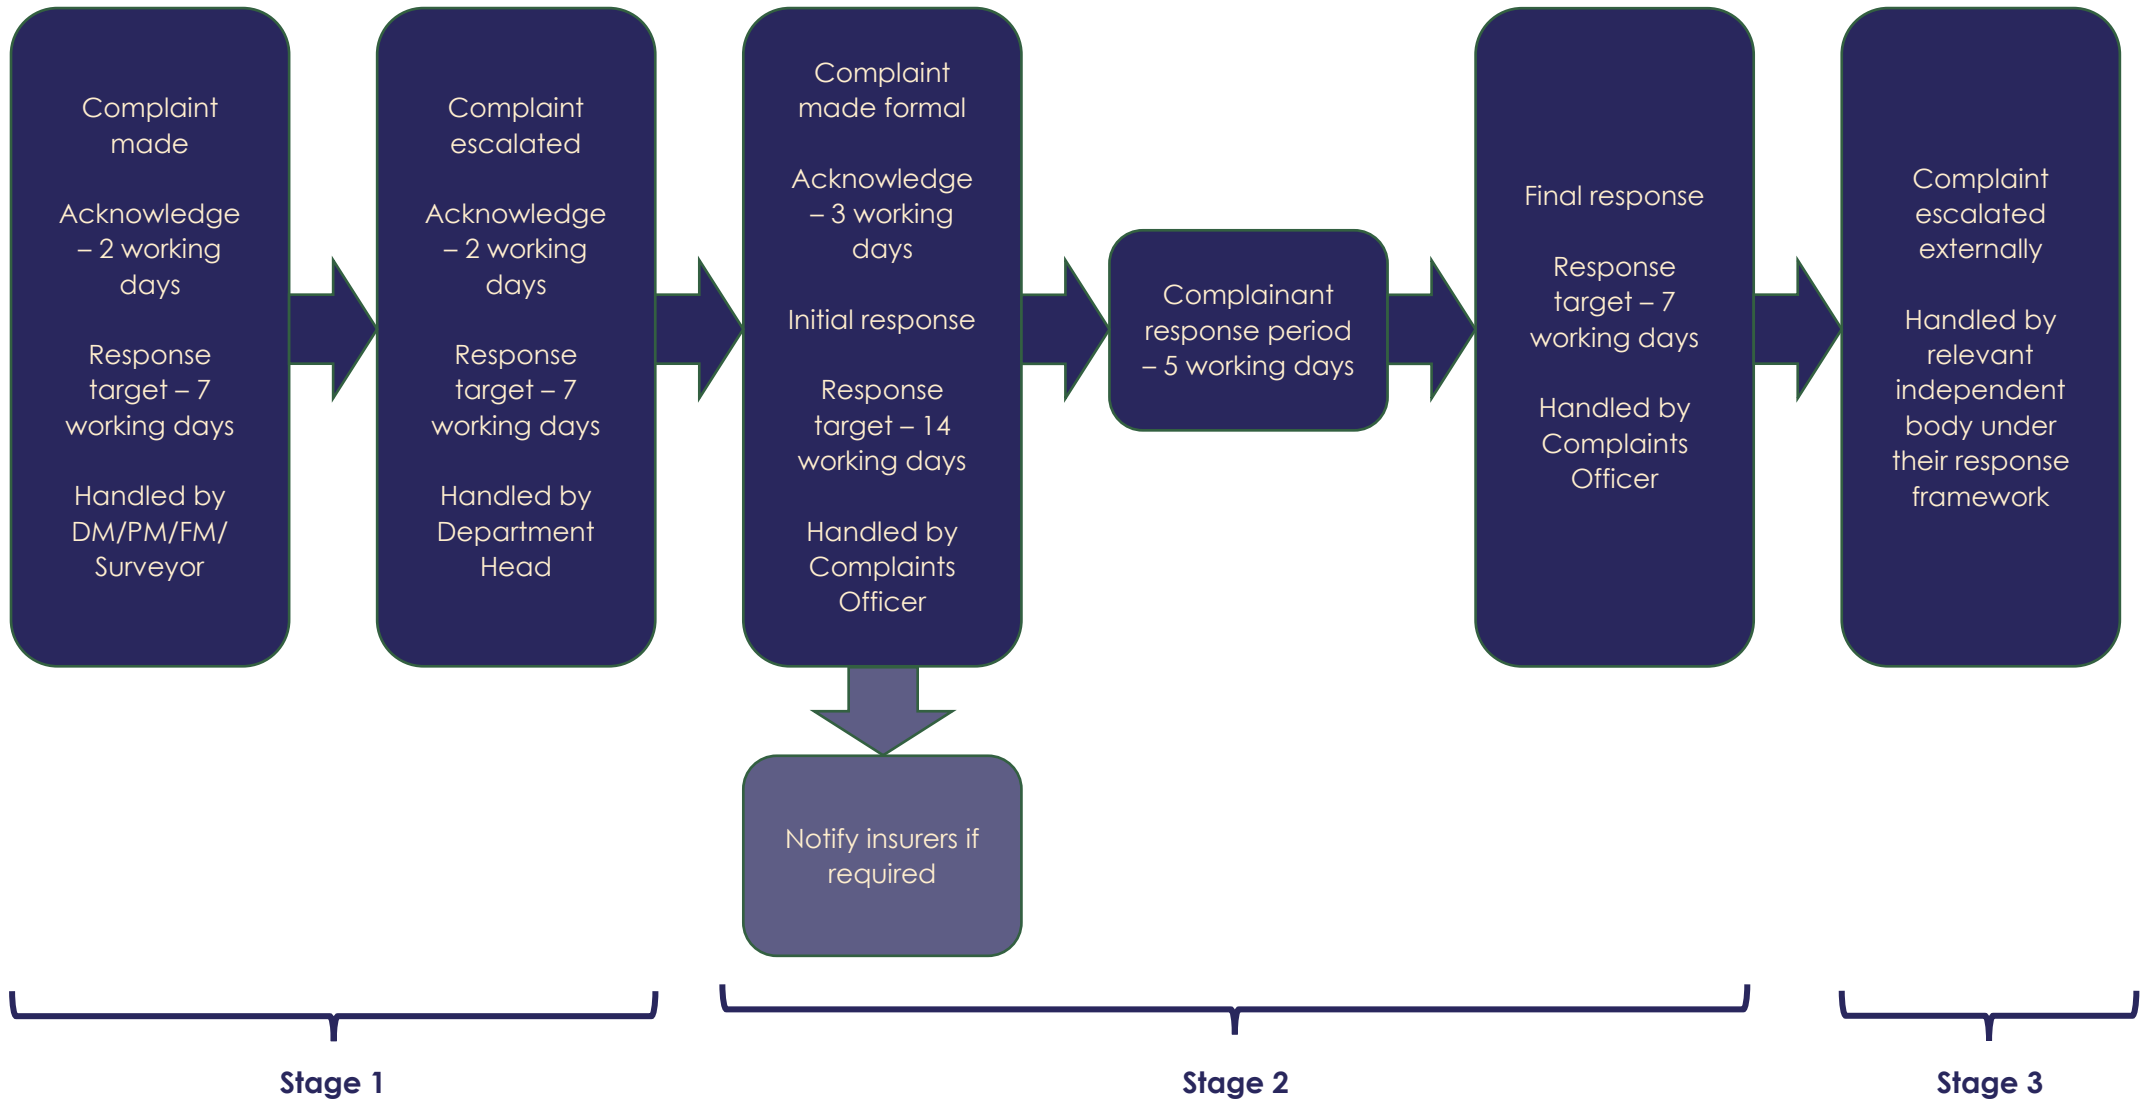 Complaint
made
Acknowledge
– 2 working
days
Response
target – 7
working days
Handled by
DM/PM/FM/
Surveyor
Complaint
escalated
Acknowledge
– 2 working
days
Response
target – 7
working days
Handled by
Department
Head
Complaint
made formal
Acknowledge
– 3 working
days
Initial response
Response
target – 14
working days
Handled by
Complaints
Officer
Notify insurers if
required
Complainant
response period
– 5 working days
Final response
Response
target – 7
working days
Handled by
Complaints
Officer
Complaint
escalated
externally
Handled by
relevant
independent
body under
their response
framework
Stage 1
Stage 2
Stage 3